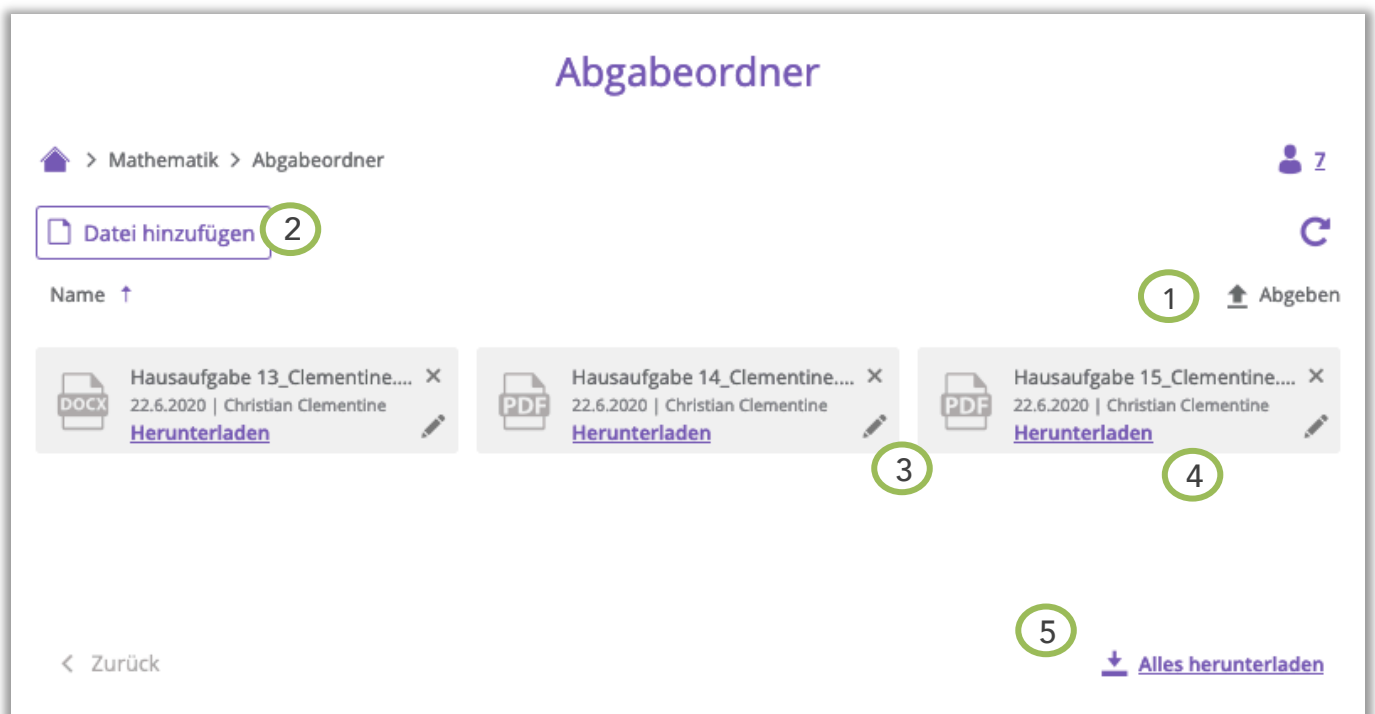 Abgabeordner
> Mathematik > Abgabeordner
7
Datei hinzufügen
2
Name ↑
1
Abgeben
DOCX
Hausaufgabe 13_Clementine.... ×
22.6.2020 | Christian Clementine
Herunterladen
PDF
Hausaufgabe 14_Clementine.... ×
22.6.2020 | Christian Clementine
Herunterladen
3
PDF
Hausaufgabe 15_Clementine.... ×
22.6.2020 | Christian Clementine
Herunterladen
4
5
< Zurück
Alles herunterladen